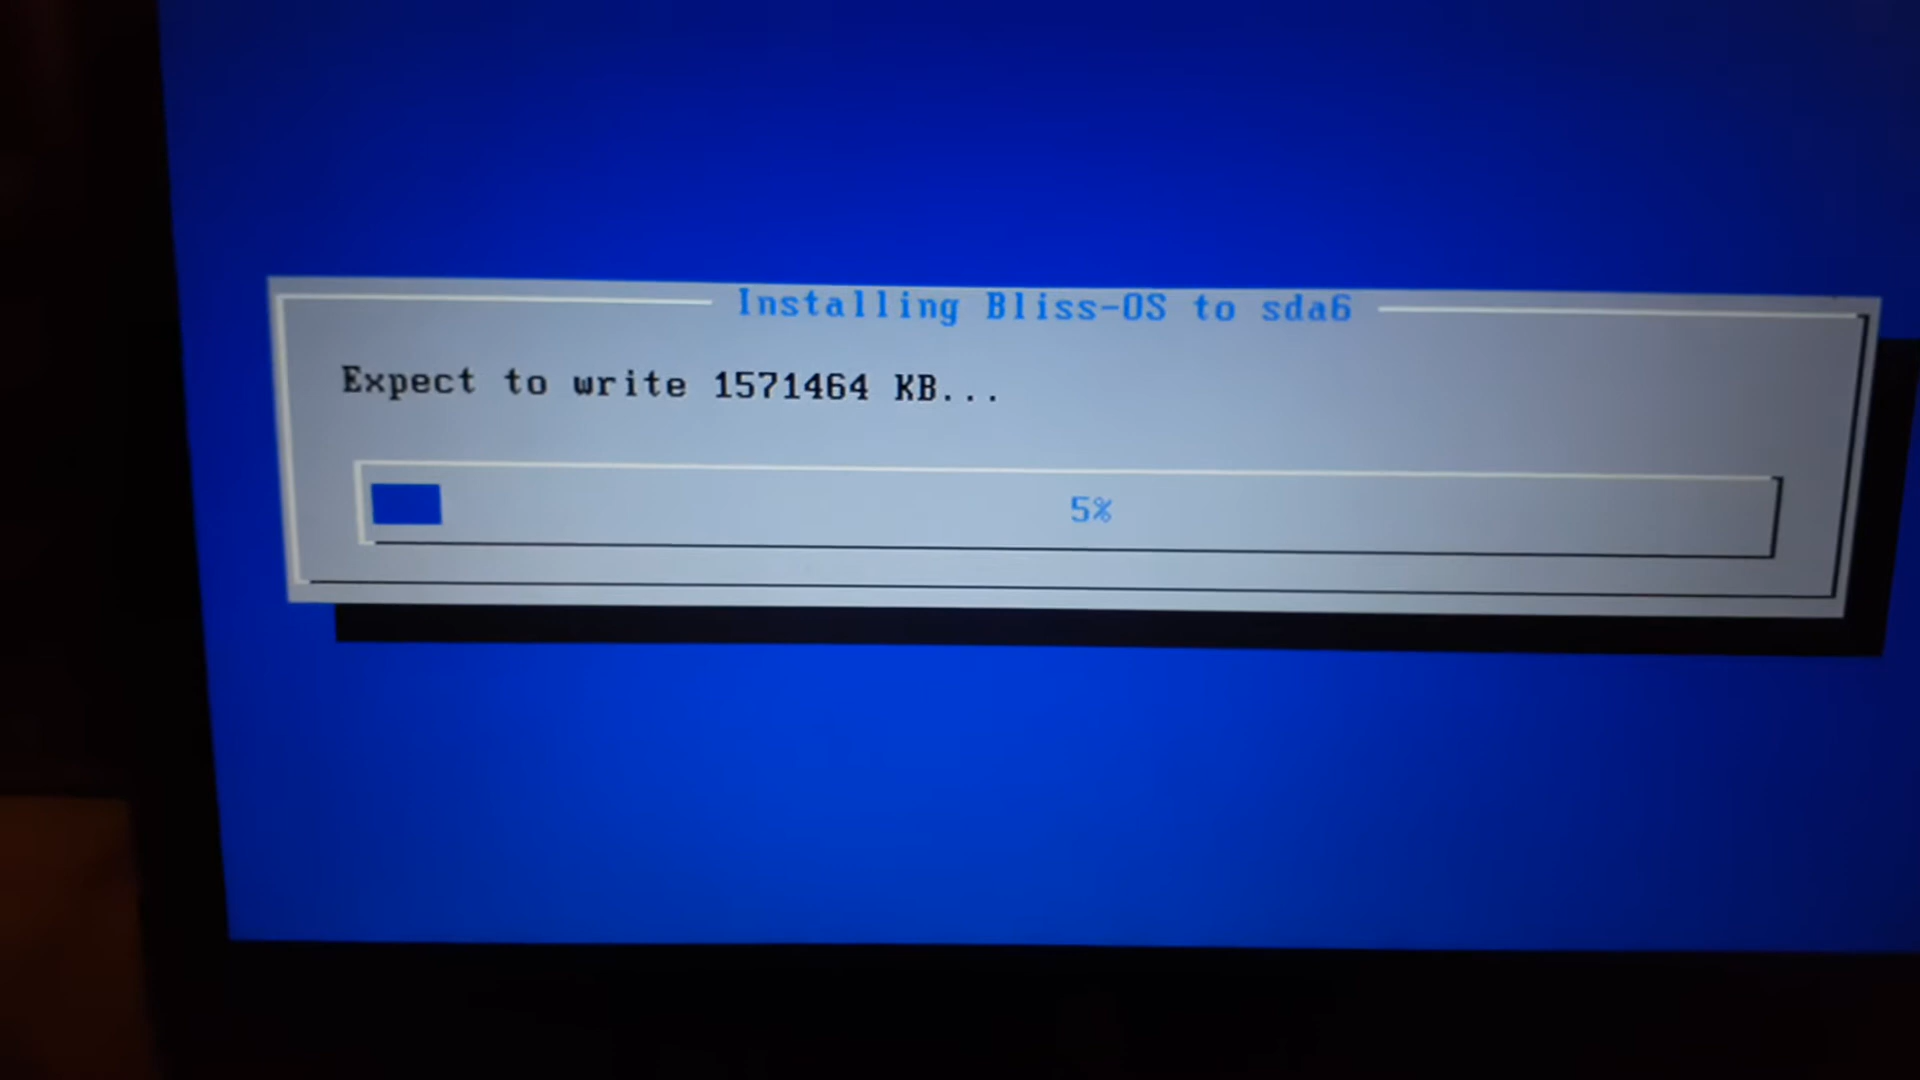 Installing Bliss-OS to sda6
Expect to write 1571464 KB...
5%